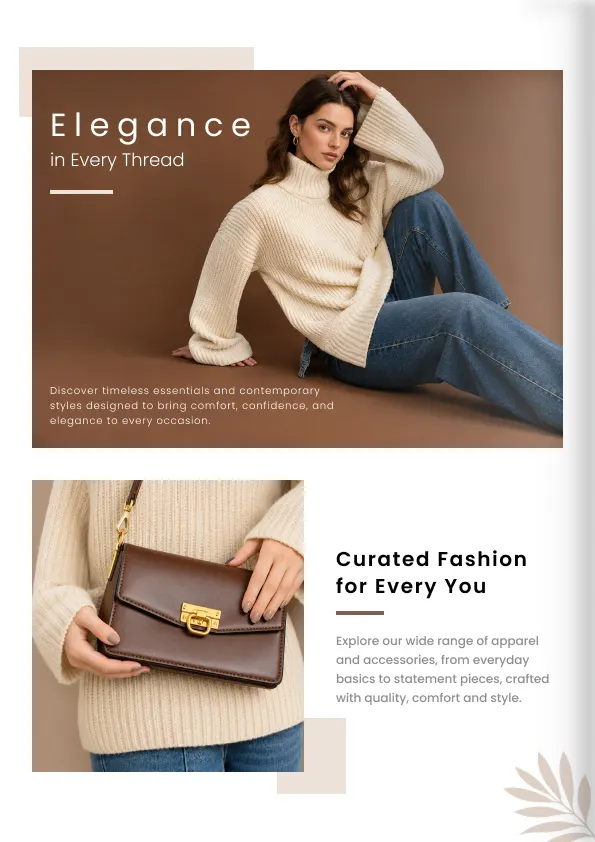 Elegance
in Every Thread
Discover timeless essentials and contemporary
styles designed to bring comfort, confidence, and
elegance to every occasion.
Curated Fashion
for Every You
Explore our wide range of apparel
and accessories, from everyday
basics to statement pieces, crafted
with quality, comfort and style.